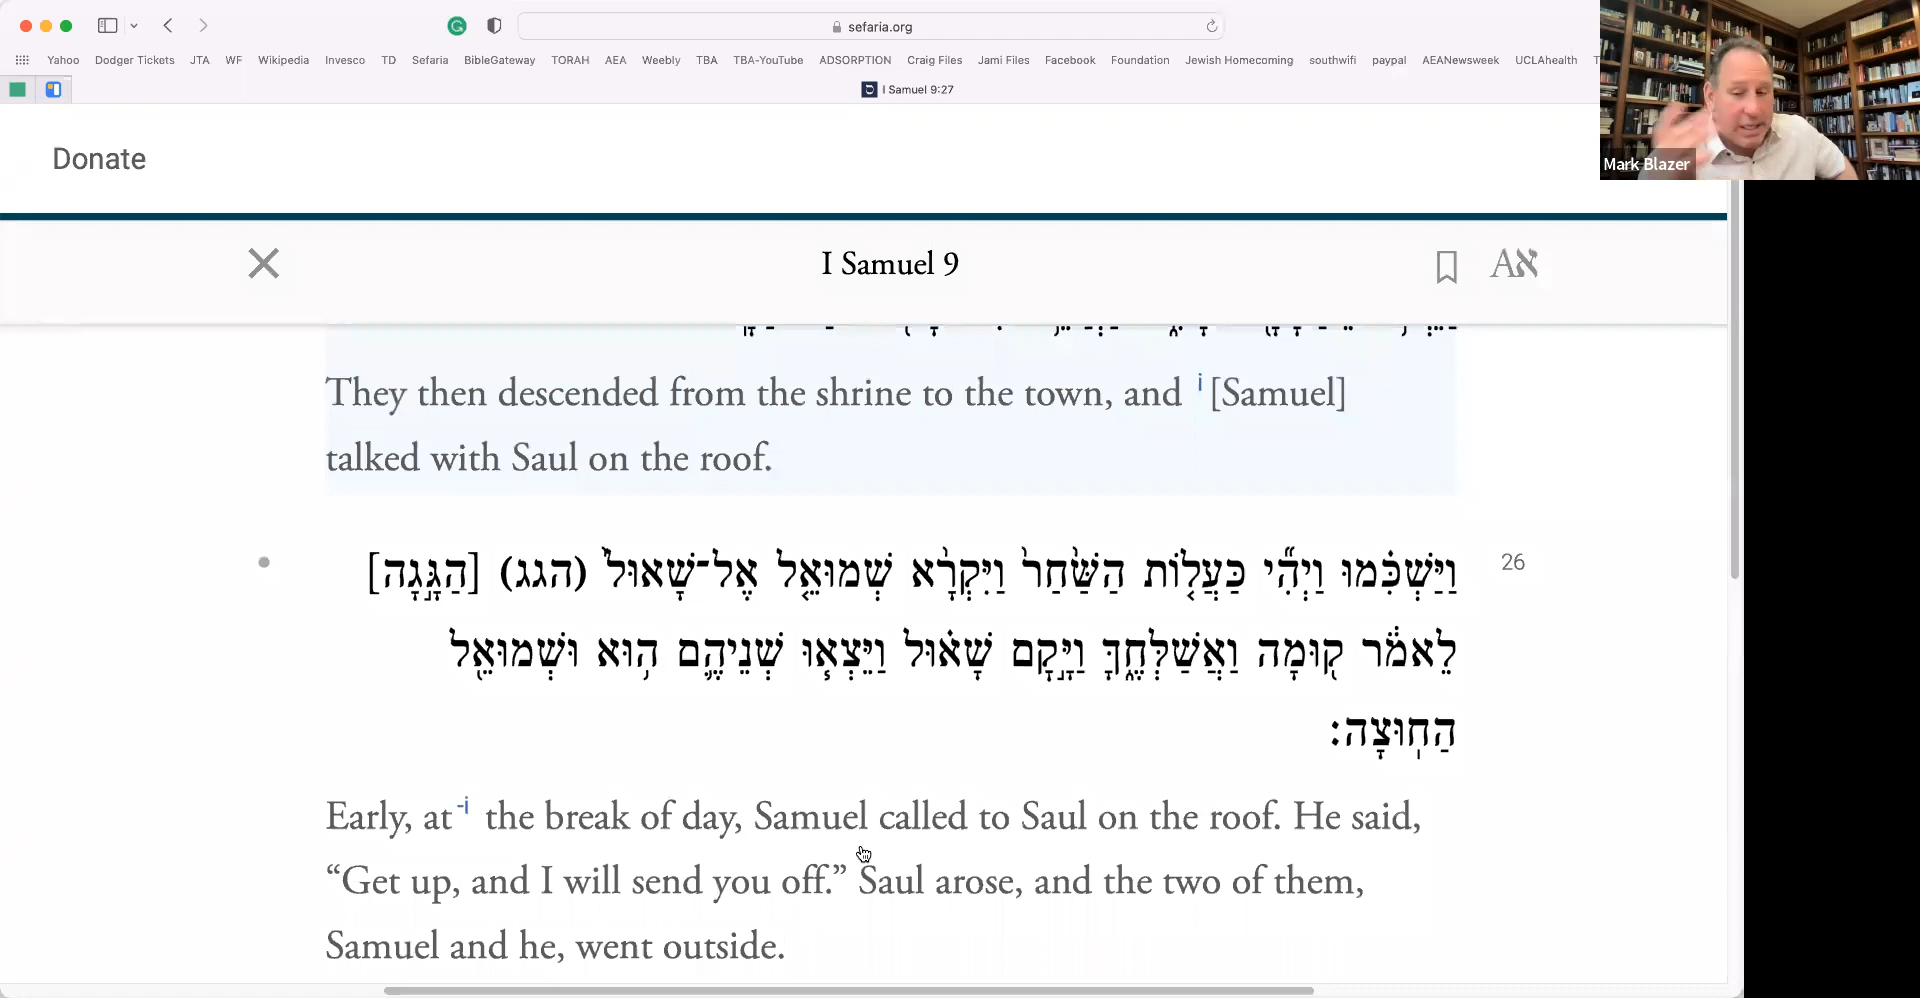 sefaria.org
Yahoo Dodger Tickets JTA WF Wikipedia Invesco TD Sefaria BibleGateway TORAH AEA Weebly TBA TBA-YouTube ADSORPTION Craig Files Jami Files Facebook Foundation Jewish Homecoming southwifi paypal AEANewsweek UCLAhealth
I Samuel 9:27
Mark Blazer
Donate
I Samuel 9
They then descended from the shrine to the town, and i [Samuel]
talked with Saul on the roof.
26
וַיַּשְׁכִּ֗מוּ וַיְהִ֞י כַּעֲל֤וֹת הַשַּׁ֙חַר֙ וַיִּקְרָ֨א שְׁמוּאֵ֤ל אֶל־שָׁאוּל֙ (הגג) [הַגָּ֣גָה]
לֵאמֹ֔ר ק֖וּמָה וַאֲשַׁלְּחֶ֑ךָּ וַיָּ֣קׇם שָׁא֗וּל וַיֵּצְא֧וּ שְׁנֵיהֶ֛ם ה֥וּא וּשְׁמוּאֵ֖ל
הַחֽוּצָה׃
Early, at -i the break of day, Samuel called to Saul on the roof. He said,
“Get up, and I will send you off.” Saul arose, and the two of them,
Samuel and he, went outside.